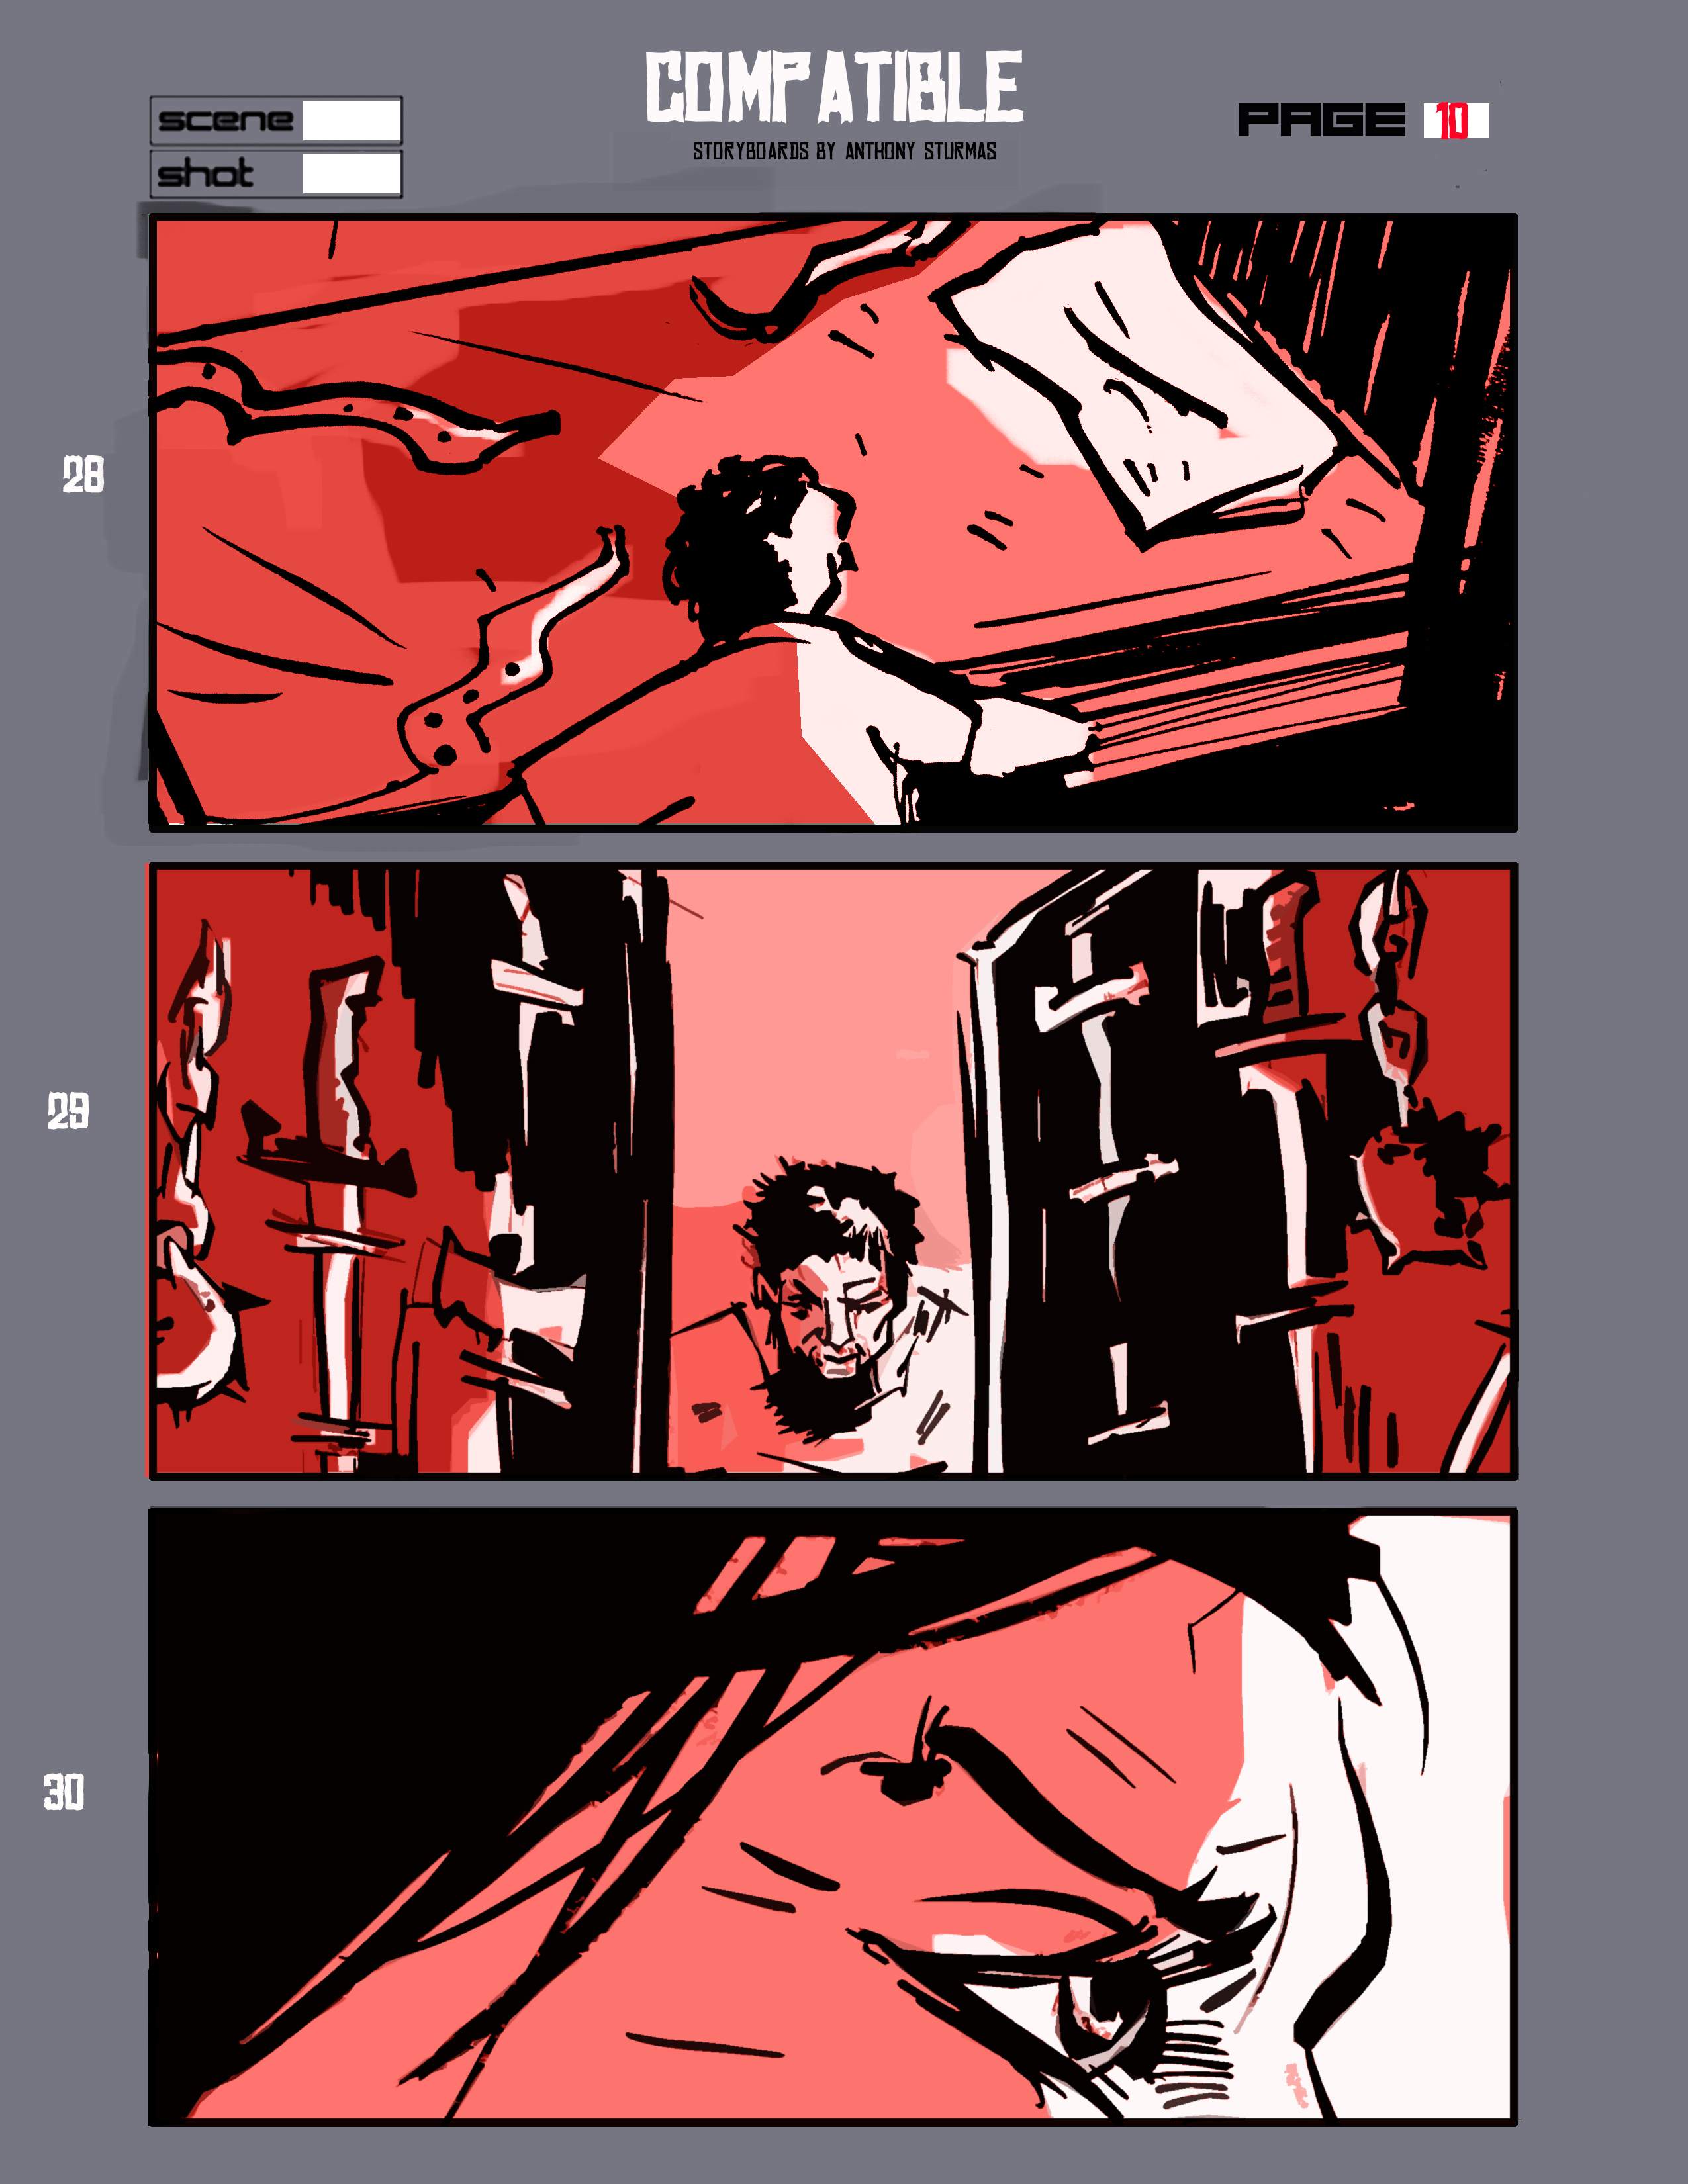 COMPATIBLE
STORYBOARDS BY ANTHONY STURMAS
scene
shot
PAGE 10
28
29
30